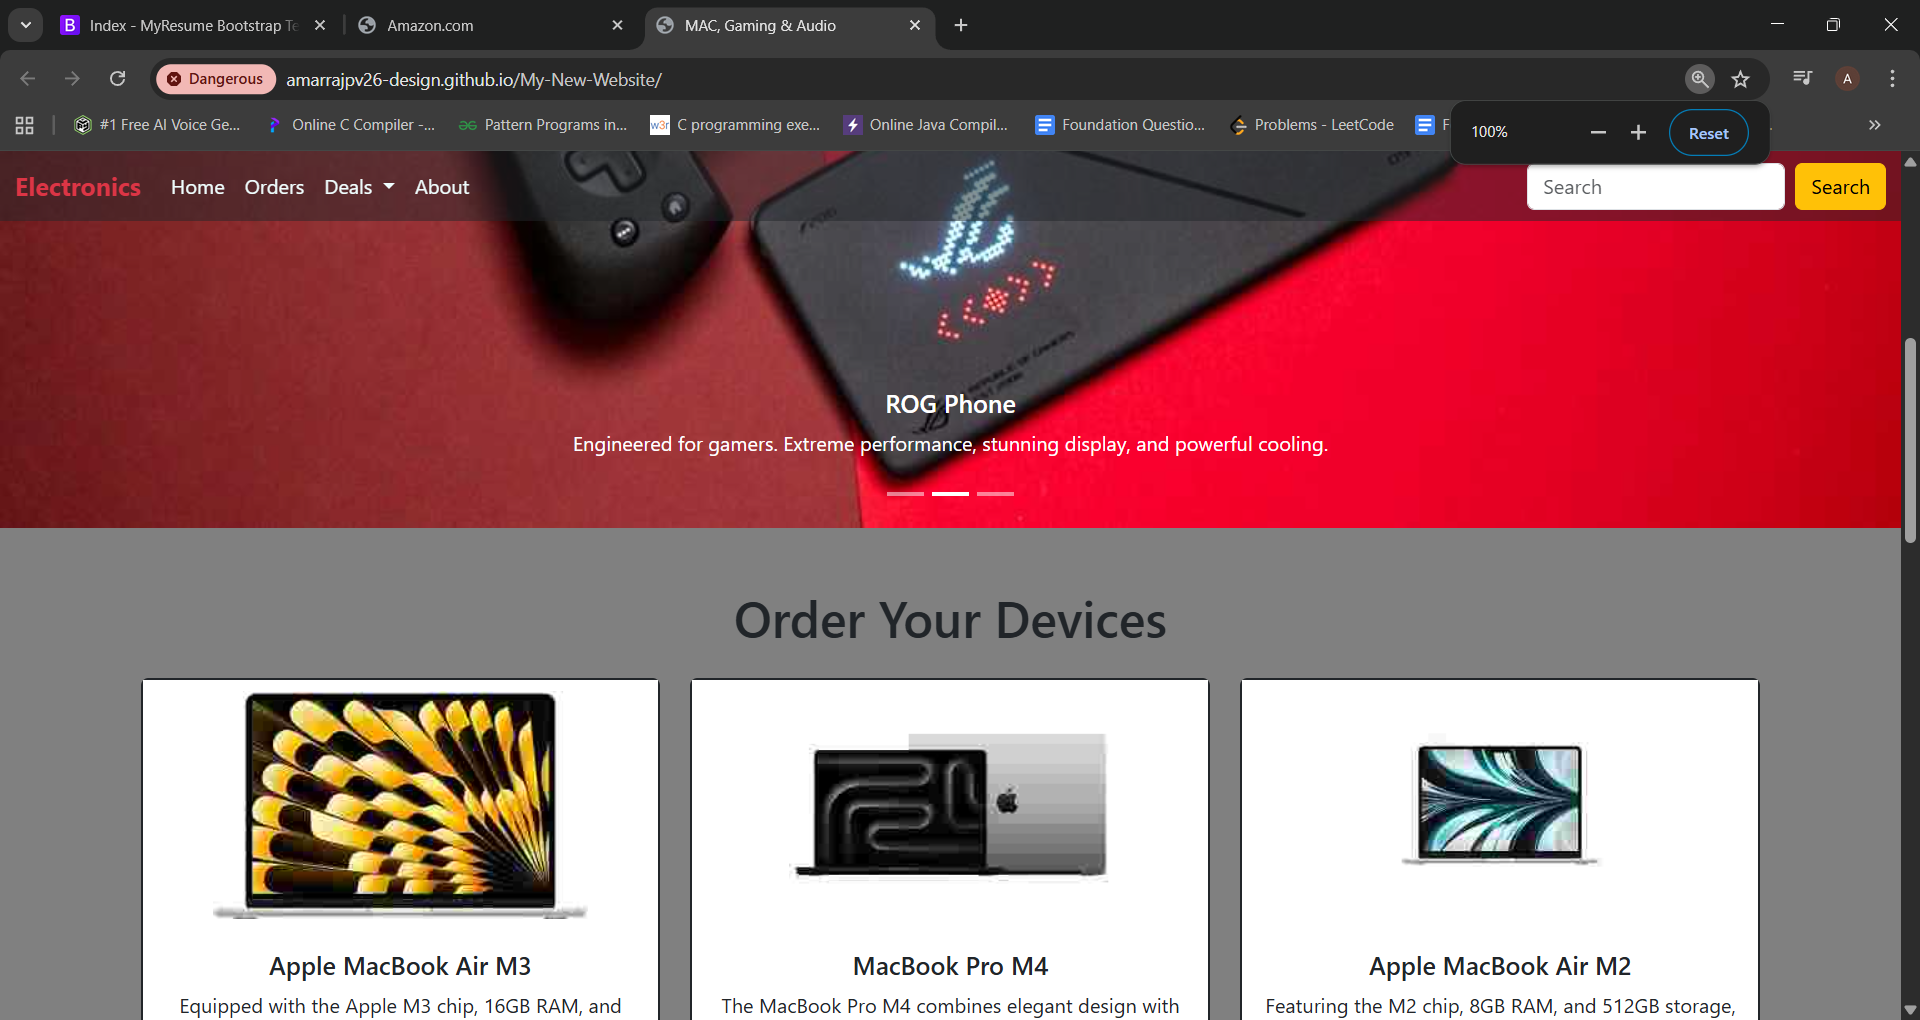 Index - MyResume Bootstrap Te
Amazon.com
MAC, Gaming & Audio
Dangerous
amarrajpv26-design.github.io/My-New-Website/
A
#1 Free AI Voice Ge...
Online C Compiler -...
Pattern Programs in...
w3r
C programming exe...
Online Java Compil...
Foundation Questio...
Problems - LeetCode
F
100%
Reset
Electronics
Home
Orders
Deals
About
Search
Search
REPUBLIC OF GAMERS
ROG Phone
Engineered for gamers. Extreme performance, stunning display, and powerful cooling.
Order Your Devices
Apple MacBook Air M3
Equipped with the Apple M3 chip, 16GB RAM, and
MacBook Pro M4
The MacBook Pro M4 combines elegant design with
Apple MacBook Air M2
Featuring the M2 chip, 8GB RAM, and 512GB storage,